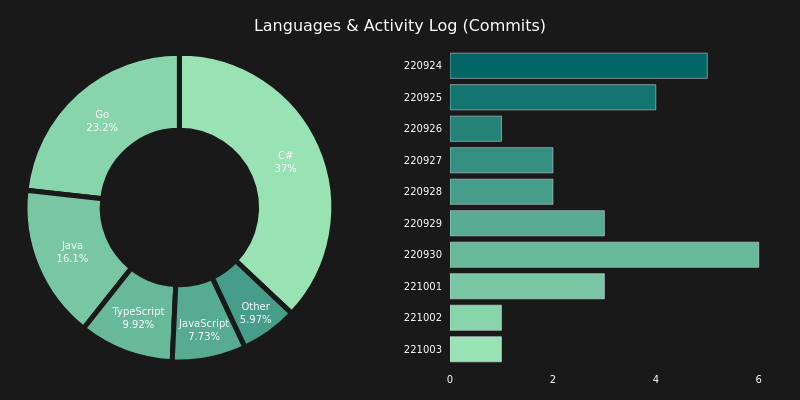 Languages & Activity Log (Commits)
C#
37%
Go
23.2%
Java
16.1%
TypeScript
9.92%
JavaScript
7.73%
Other
5.97%
220924
220925
220926
220927
220928
220929
220930
221001
221002
221003
0 2 4 6